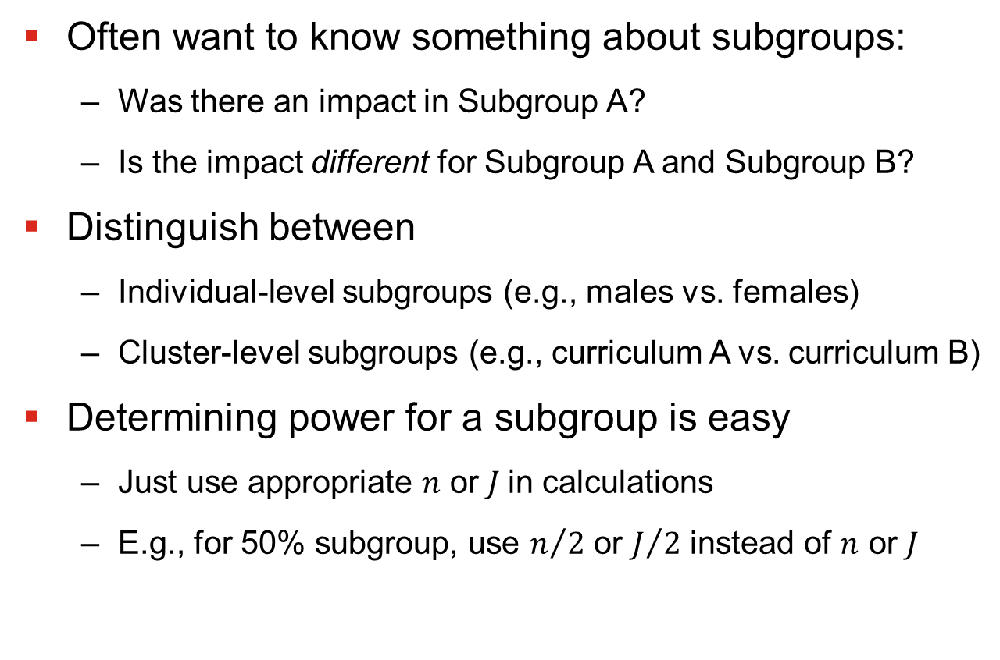 ▪ Often want to know something about subgroups:
– Was there an impact in Subgroup A?
– Is the impact different for Subgroup A and Subgroup B?
▪ Distinguish between
– Individual-level subgroups (e.g., males vs. females)
– Cluster-level subgroups (e.g., curriculum A vs. curriculum B)
▪ Determining power for a subgroup is easy
– Just use appropriate 𝑛 or 𝐽 in calculations
– E.g., for 50% subgroup, use 𝑛/2 or 𝐽/2 instead of 𝑛 or 𝐽